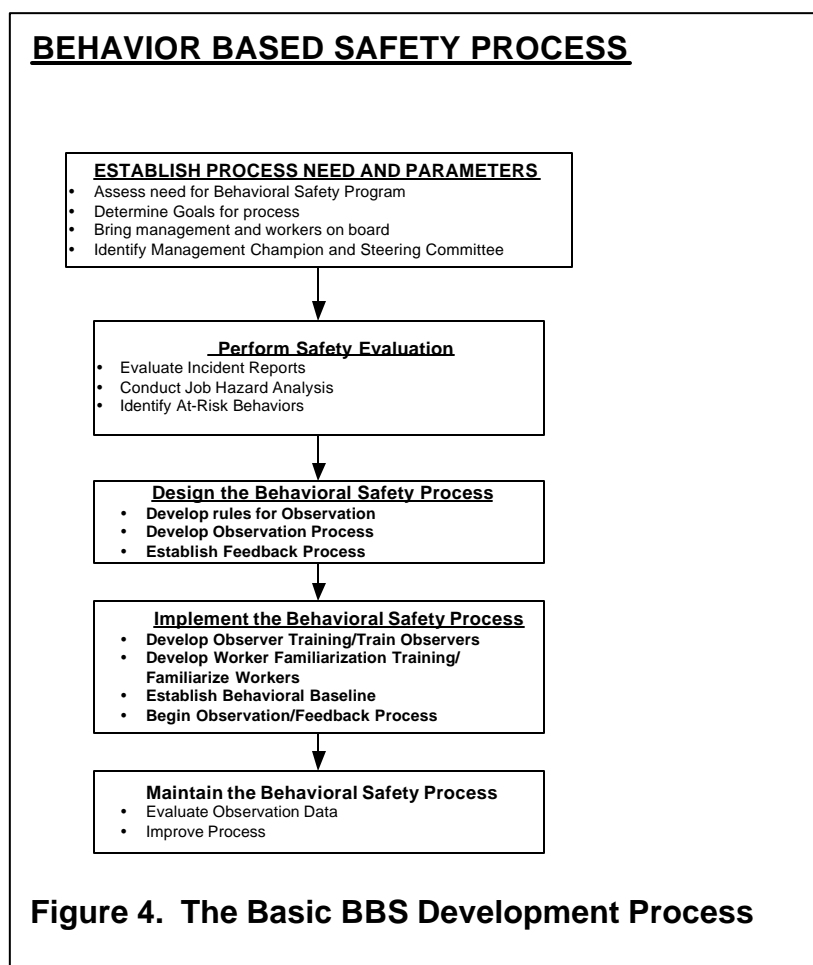 BEHAVIOR BASED SAFETY PROCESS
ESTABLISH PROCESS NEED AND PARAMETERS
• Assess need for Behavioral Safety Program
• Determine Goals for process
• Bring management and workers on board
• Identify Management Champion and Steering Committee
Perform Safety Evaluation
• Evaluate Incident Reports
• Conduct Job Hazard Analysis
• Identify At-Risk Behaviors
Design the Behavioral Safety Process
• Develop rules for Observation
• Develop Observation Process
• Establish Feedback Process
Implement the Behavioral Safety Process
• Develop Observer Training/Train Observers
• Develop Worker Familiarization Training/
Familiarize Workers
• Establish Behavioral Baseline
• Begin Observation/Feedback Process
Maintain the Behavioral Safety Process
• Evaluate Observation Data
• Improve Process
Figure 4. The Basic BBS Development Process